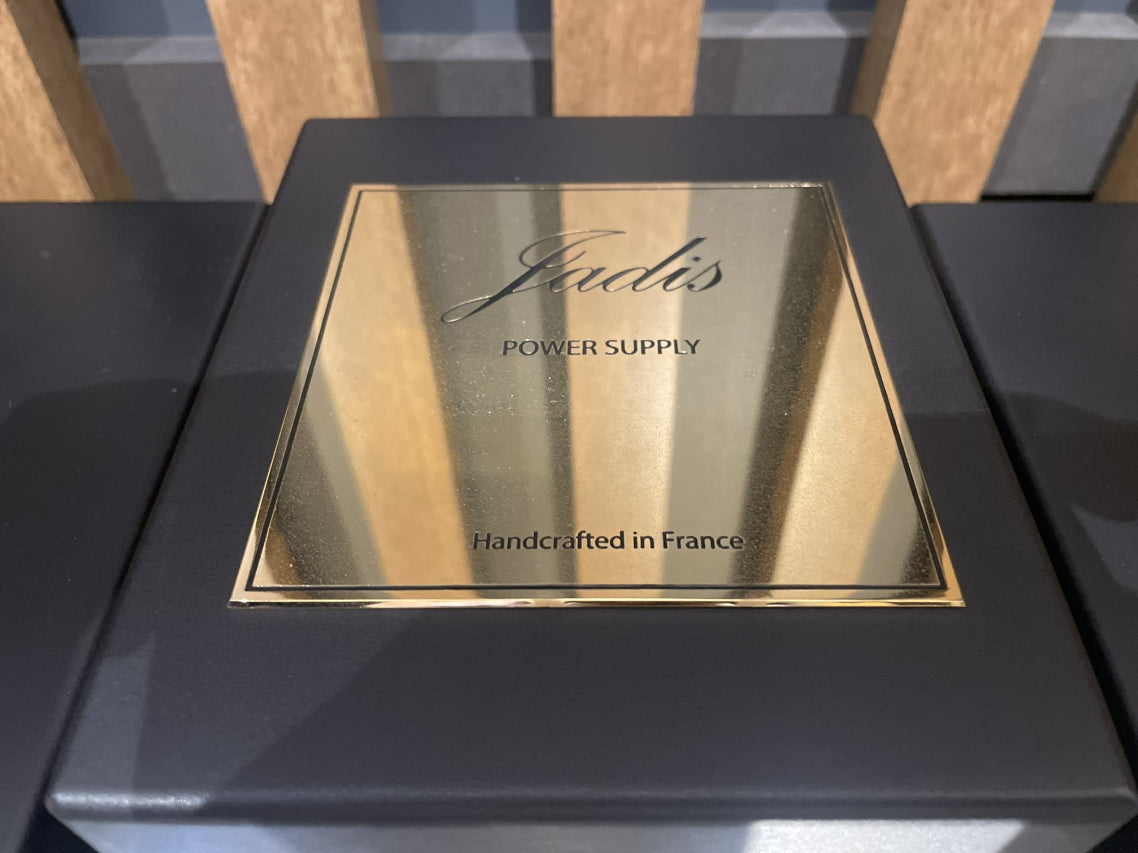 Jadis
POWER SUPPLY
Handcrafted in France